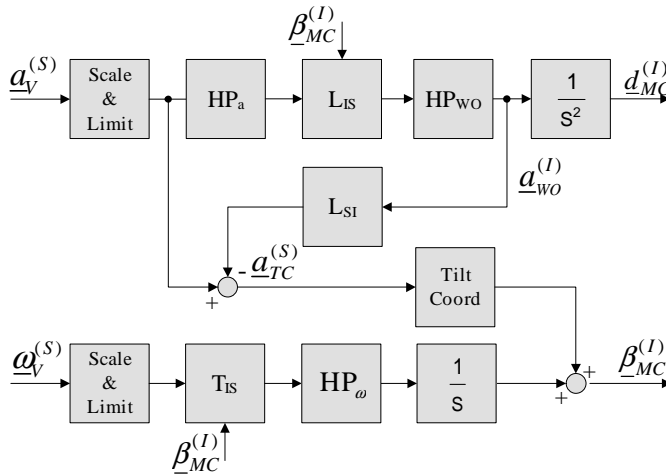 β_MC^(I)
a_V^(S)
Scale
&
Limit
HP_a
L_IS
HP_WO
1
S²
d_MC^(I)
a_WO^(I)
L_SI
- a_TC^(S)
+
Tilt
Coord
ω_V^(S)
Scale
&
Limit
T_IS
HP_ω
1
S
+
+
β_MC^(I)
β_MC^(I)